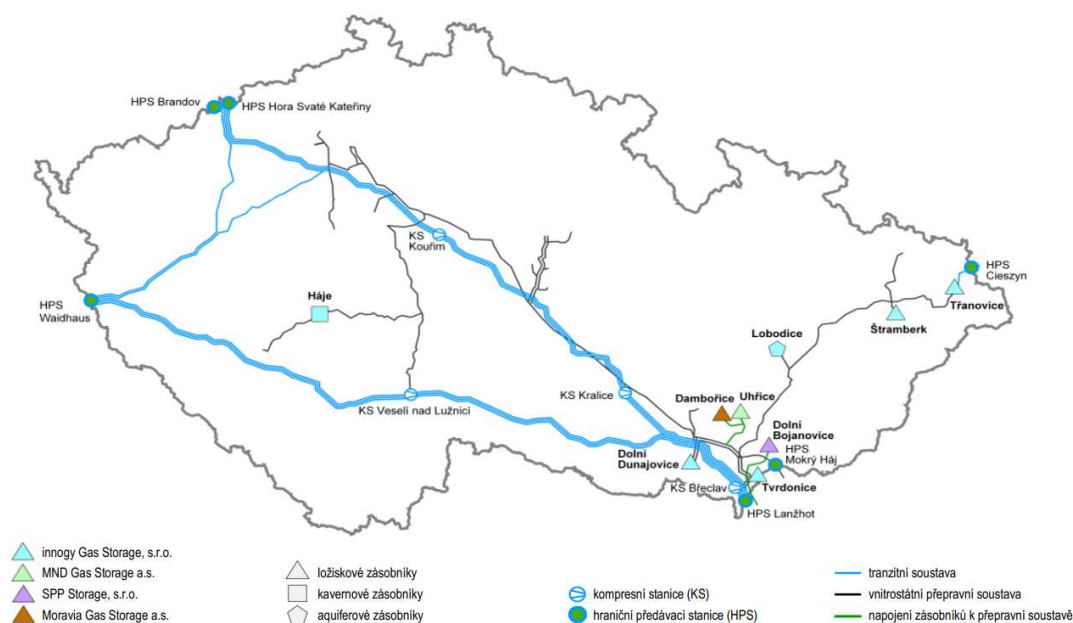 HPS Brandov
HPS Hora Svaté Kateřiny
KS
Kouřim
HPS
Cieszyn
Třanovice
HPS
Waidhaus
Háje
Štramberk
Lobodice
KS Veselí nad Lužnicí
KS Kralice
Dambořice
Uhřice
Dolní
Bojanovice
HPS
Mokrý Háj
Dolní
Dunajovice
KS Břeclav
Tvrdonice
HPS Lanžhot
innogy Gas Storage, s.r.o.
MND Gas Storage a.s.
SPP Storage, s.r.o.
Moravia Gas Storage a.s.
ložiskové zásobníky
kavernové zásobníky
aquiferové zásobníky
kompresní stanice (KS)
hraniční předávací stanice (HPS)
tranzitní soustava
vnitrostátní přepravní soustava
napojení zásobníků k přepravní soustavě